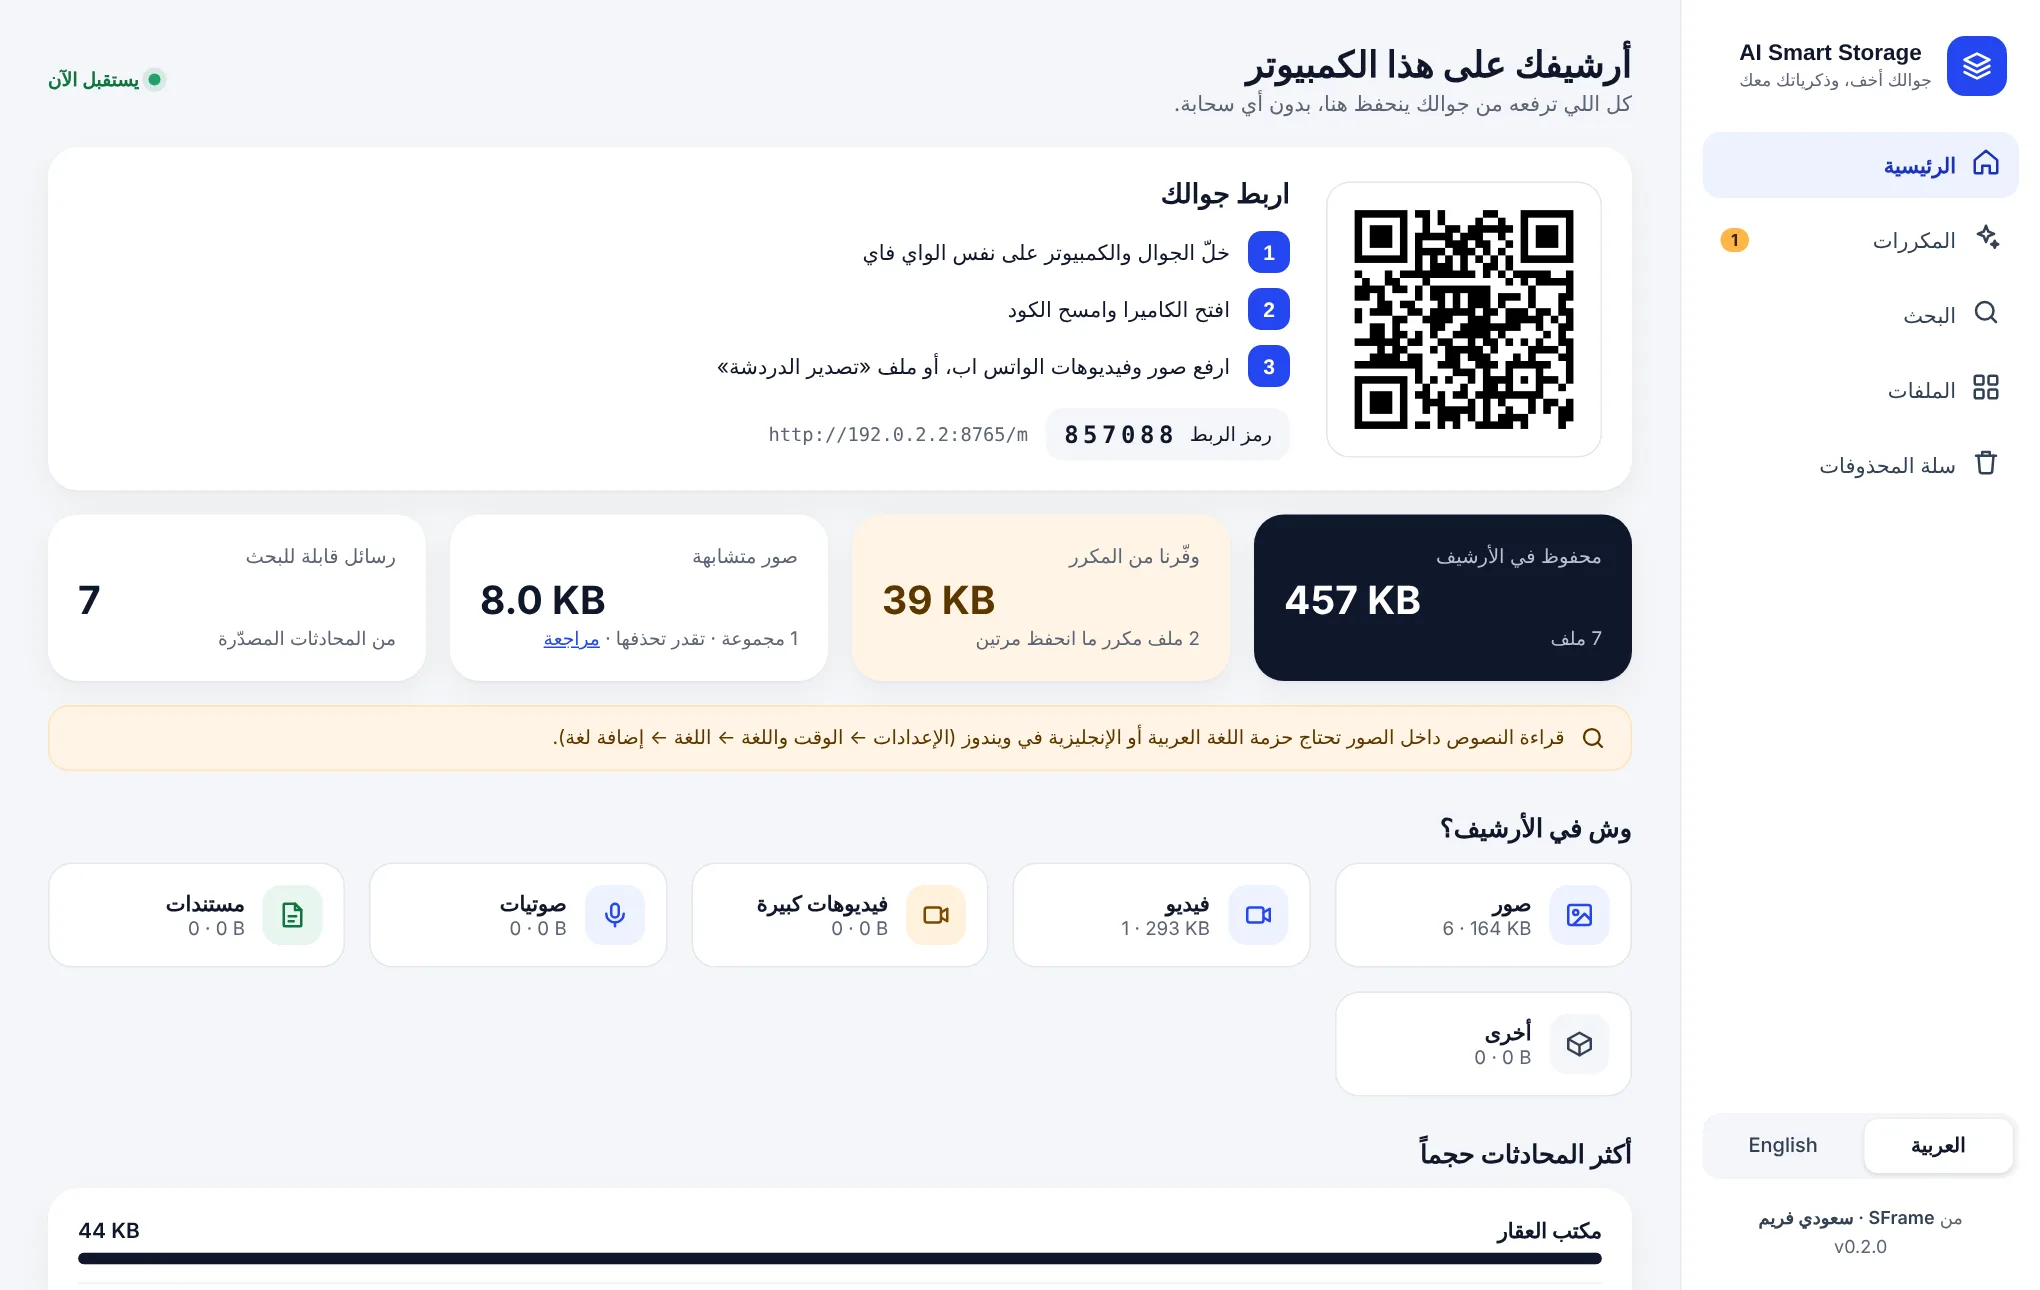 AI Smart Storage
جوالك أخف، وذكرياتك معك
الرئيسية
المكررات
1
البحث
الملفات
سلة المحذوفات
العربية
English
من SFrame · سعودي فريم
v0.2.0
أرشيفك على هذا الكمبيوتر
كل اللي ترفعه من جوالك ينحفظ هنا، بدون أي سحابة.
يستقبل الآن
اربط جوالك
1 خلّ الجوال والكمبيوتر على نفس الواي فاي
2 افتح الكاميرا وامسح الكود
3 ارفع صور وفيديوهات الواتس اب، أو ملف «تصدير الدردشة»
رمز الربط 857088
http://192.0.2.2:8765/m
محفوظ في الأرشيف
457 KB
7 ملف
وفّرنا من المكرر
39 KB
2 ملف مكرر ما انحفظ مرتين
صور متشابهة
8.0 KB
1 مجموعة · تقدر تحذفها · مراجعة
رسائل قابلة للبحث
7
من المحادثات المصدّرة
قراءة النصوص داخل الصور تحتاج حزمة اللغة العربية أو الإنجليزية في ويندوز (الإعدادات ← الوقت واللغة ← اللغة ← إضافة لغة).
وش في الأرشيف؟
صور
6 · 164 KB
فيديو
1 · 293 KB
فيديوهات كبيرة
0 · 0 B
صوتيات
0 · 0 B
مستندات
0 · 0 B
أخرى
0 · 0 B
أكثر المحادثات حجماً
مكتب العقار
44 KB